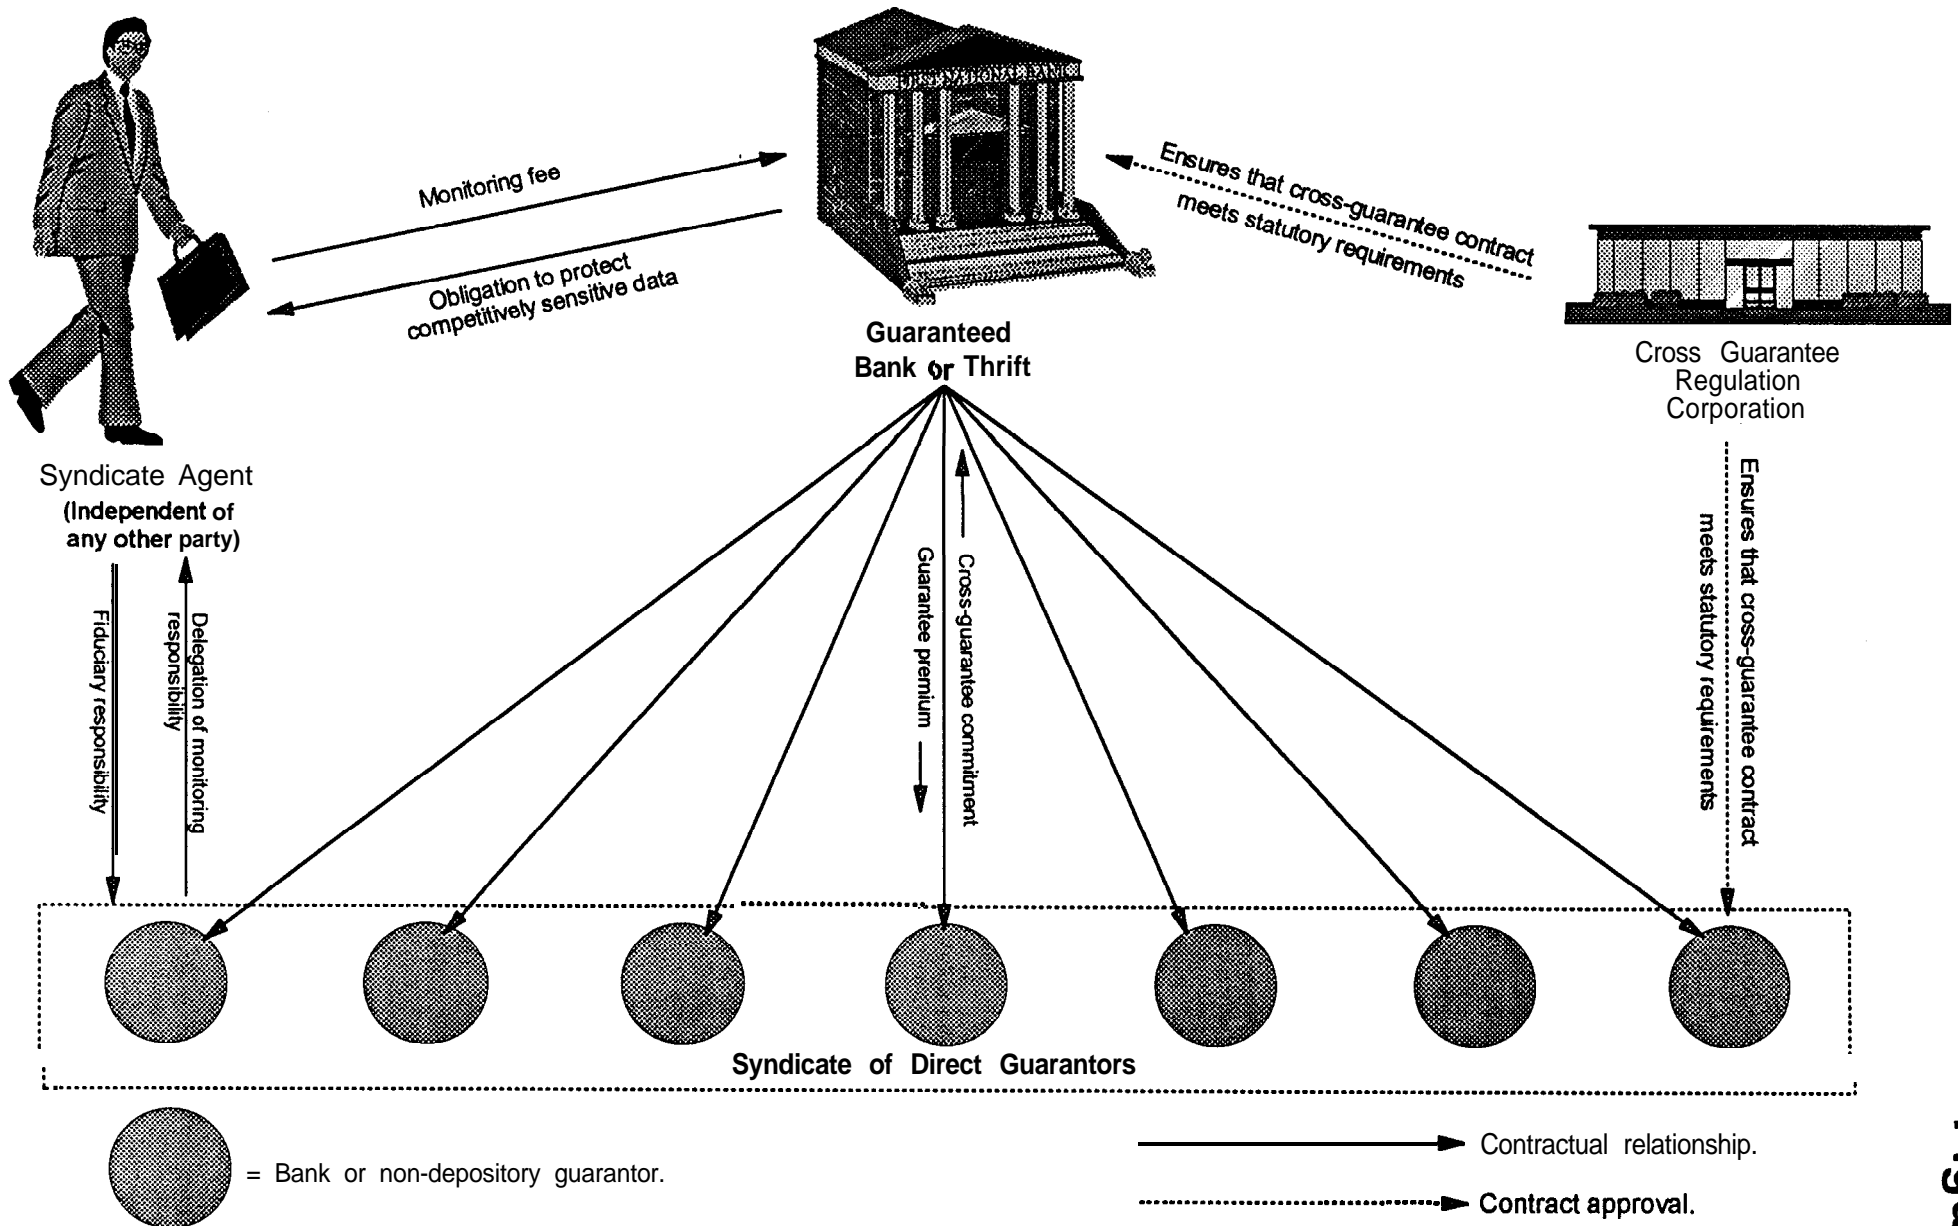 FIRST NATIONAL BANK
Monitoring fee
Obligation to protect
competitively sensitive data
Ensures that cross-guarantee contract
meets statutory requirements
Guaranteed
Bank or Thrift
Cross Guarantee
Regulation
Corporation
Syndicate Agent
(Independent of
any other party)
Fiduciary responsibility
Delegation of monitoring
responsibility
Guarantee premium
Cross-guarantee commitment
Ensures that cross-guarantee contract
meets statutory requirements
Syndicate of Direct Guarantors
= Bank or non-depository guarantor.
Contractual relationship.
Contract approval.